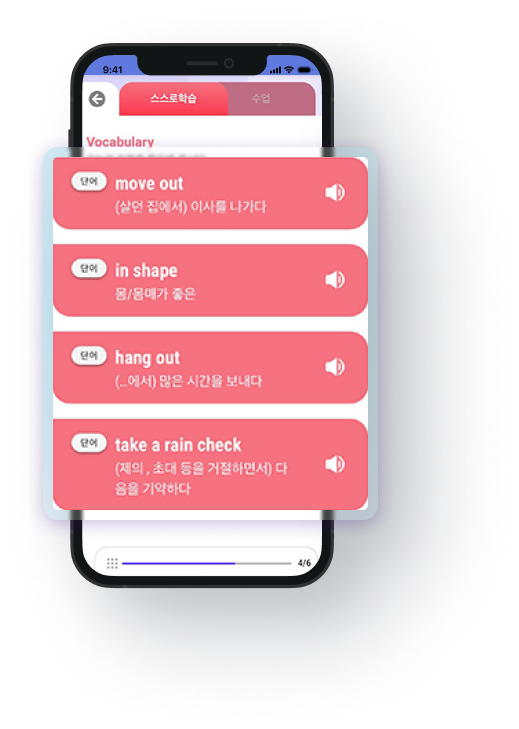 9:41
스스로학습
수업
Vocabulary
단어
move out
(살던 집에서) 이사를 나가다
단어
in shape
몸/몸매가 좋은
단어
hang out
(…에서) 많은 시간을 보내다
단어
take a rain check
(제의 , 초대 등을 거절하면서) 다
음을 기약하다
4/6